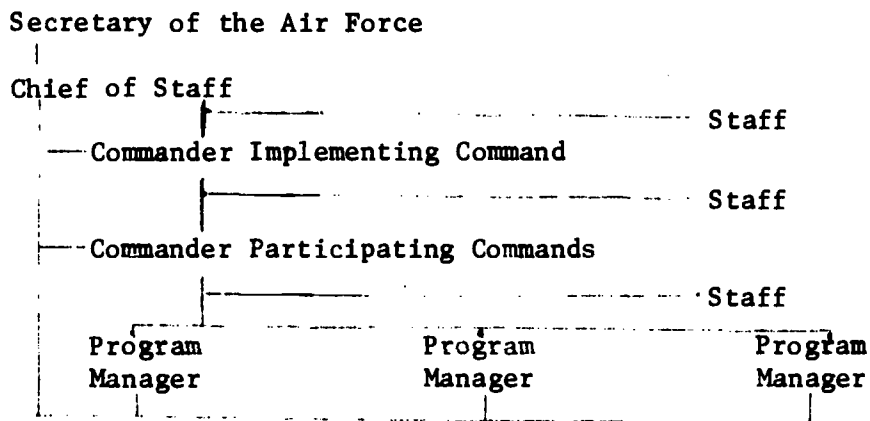 Secretary of the Air Force
Chief of Staff
Staff
Commander Implementing Command
Staff
Commander Participating Commands
Staff
Program Program Program
Manager Manager Manager